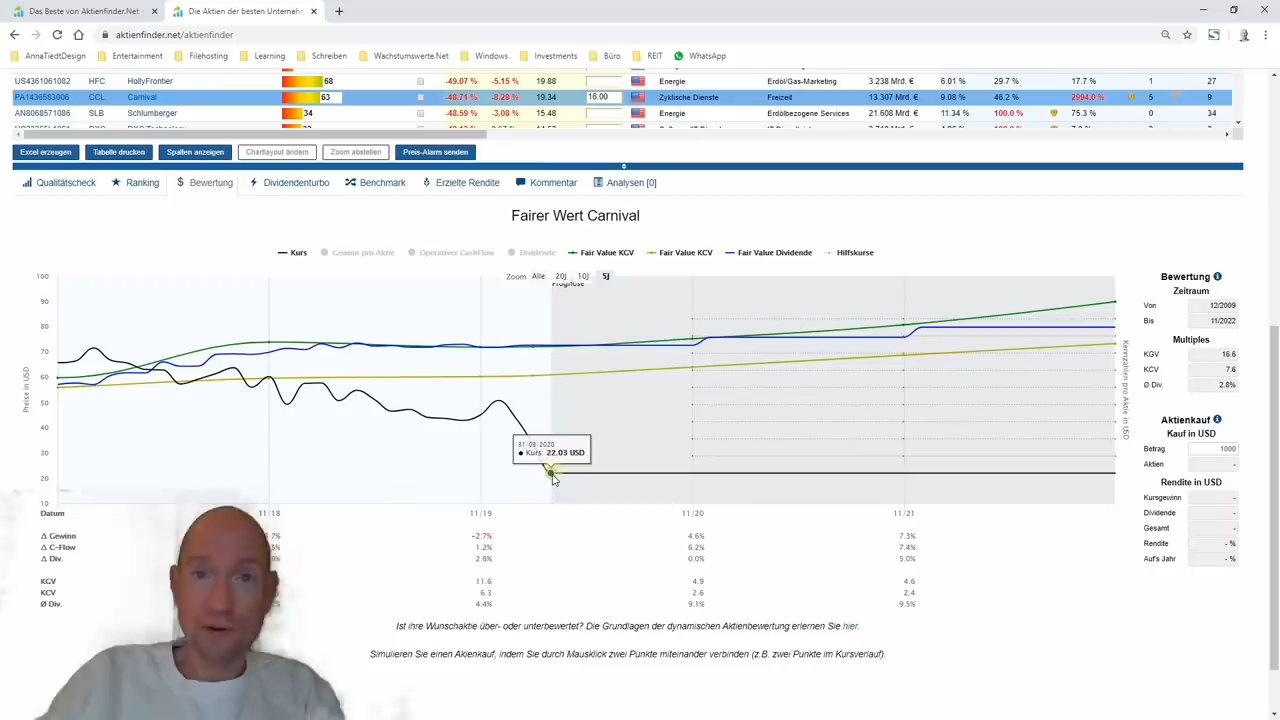 Das Beste von Aktienfinder.Net -
Die Aktien der besten Unternehm
aktienfinder.net/aktienfinder
AnnaTiedtDesign Entertainment Filehosting Learning Schreiben Wachstumswerte.Net Windows Investments Büro REIT WhatsApp
US4361061082 HFC HollyFrontier 68 -49.07 % -5.15 % 19.88 Energie Erdöl/Gas-Marketing 3.238 Mrd. € 6.01 % 29.7 % 17.7 % 1 27
PA1436583006 CCL Carnival 63 -48.71 % -8.28 % 19.34 16.00 Zyklische Dienste Freizeil 13.307 Mrd. € 9.08 % 46.2 % 2994.0 % 5 9
AN8068571086 SLB Schlumberger 34 -48.59 % -3.08 % 15.48 Energie Erdölbezogene Services 21.608 Mrd. € 11.34 % 100.0 % 75.3 % 0 34
Excel erzeugen Tabelle drucken Spalten anzeigen Chartlayout ändern Zoom abstellen Preis-Alarm senden
Qualitätscheck Ranking Bewertung Dividendenturbo Benchmark Erzielte Rendite Kommentar Analysen [0]
Fairer Wert Carnival
Kurs Gewinn pro Aktie Operativer CashFlow Dividende Fair Value KGV Fair Value KCV Fair Value Dividende Hilfskurse
Zoom Alle 20J 10J 5J
Prognose
100
90
80
70
60
50
40
30
20
10
Preise in USD
Kennzahlen pro Aktie in USD
31 03 2020
Kurs: 22.03 USD
Datum 11/18 11/19 11/20 11/21
Δ Gewinn -2.7% 4.6% 7.3%
Δ C-Flow 1.2% 6.2% 7.4%
Δ Div. 2.6% 0.0% 5.0%
KGV 11.6 4.9 4.6
KCV 6.3 2.6 2.4
Ø Div. 4.4% 9.1% 9.5%
Ist ihre Wunschaktie über- oder unterbewertet? Die Grundlagen der dynamischen Aktienbewertung erlernen Sie hier.
Simulieren Sie einen Akienkauf, indem Sie durch Mausklick zwei Punkte miteinander verbinden (z.B. zwei Punkte im Kursverlauf).
Bewertung
Zeitraum
Von 12/2009
Bis 11/2022
Multiples
KGV 16.6
KCV 7.6
Ø Div. 2.8%
Aktienkauf
Kauf in USD
Betrag 1000
Aktien -
Rendite in USD
Kursgewinn -
Dividende -
Gesamt -
Rendite - %
Auf's Jahr - %